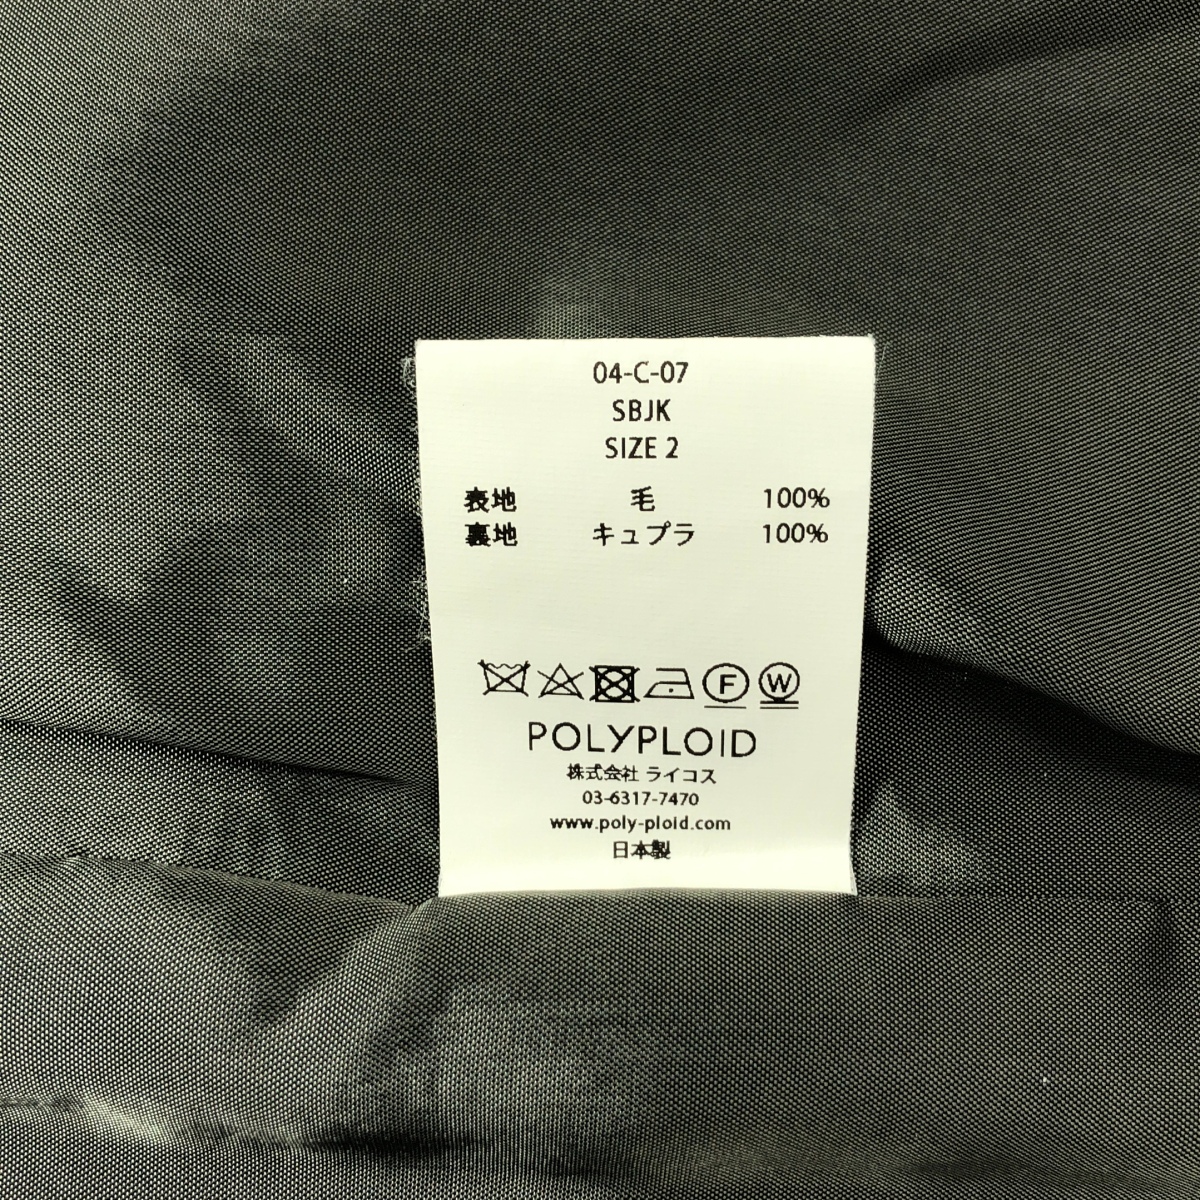 04-C-07
SBJK
SIZE 2
表地 毛 100%
裏地 キュプラ 100%
F W
POLYPLOID
株式会社 ライコス
03-6317-7470
www.poly-ploid.com
日本製